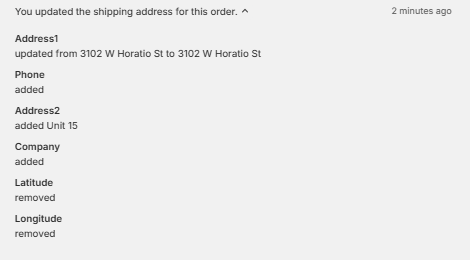 You updated the shipping address for this order.
2 minutes ago
Address1
updated from 3102 W Horatio St to 3102 W Horatio St
Phone
added
Address2
added Unit 15
Company
added
Latitude
removed
Longitude
removed